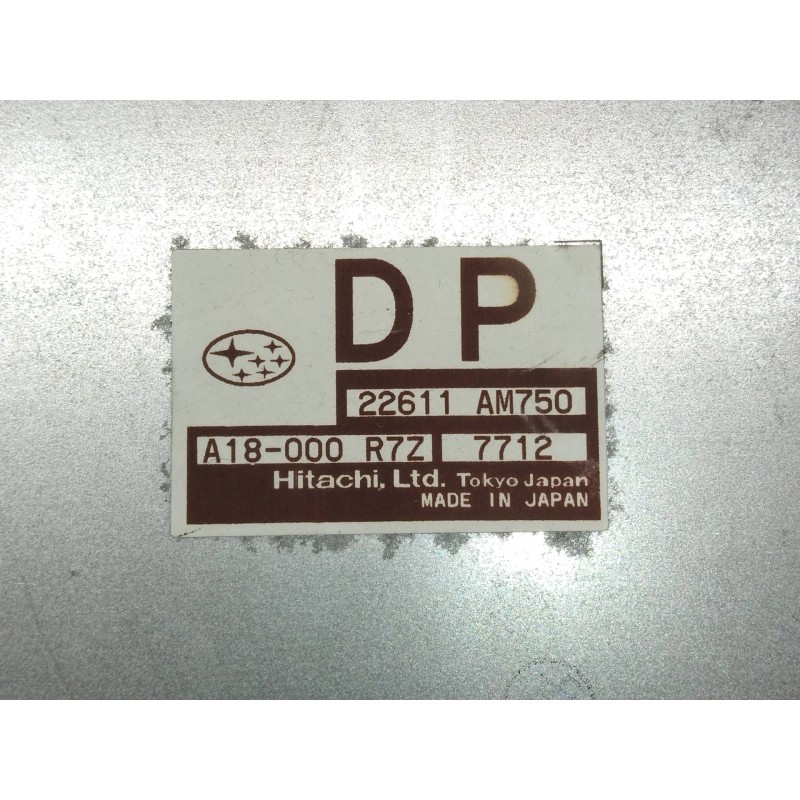 DP
22611 AM750
A18-000 R7Z 7712
Hitachi, Ltd. Tokyo Japan
MADE IN JAPAN